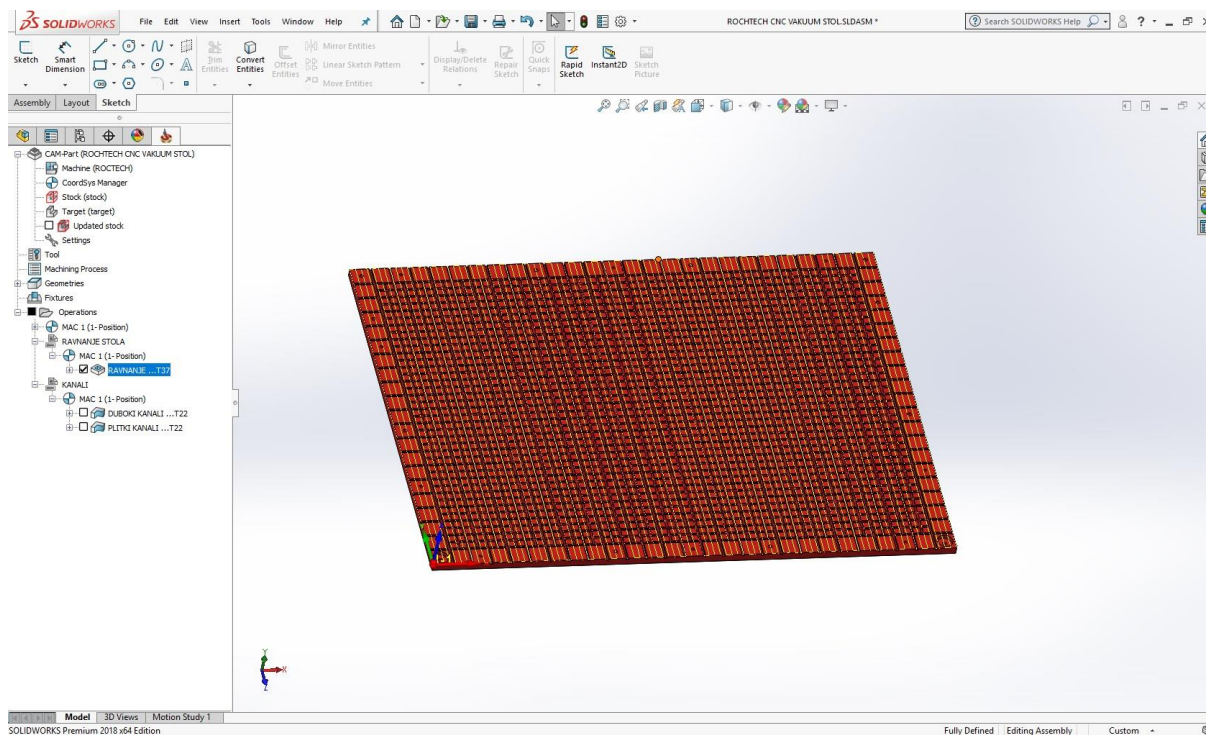 SOLIDWORKS File Edit View Insert Tools Window Help ROCHTECH CNC VAKUUM STOL.SLDASM * Search SOLIDWORKS Help ?
Sketch Smart Dimension Trim Entities Convert Entities Offset Entities Mirror Entities Linear Sketch Pattern Move Entities Display/Delete Relations Repair Sketch Quick Snaps Rapid Sketch Instant2D Sketch Picture
Assembly Layout Sketch
CAM-Part (ROCHTECH CNC VAKUUM STOL)
Machine (ROCTECH)
CoordSys Manager
Stock (stock)
Target (target)
Updated stock
Settings
Tool
Machining Process
Geometries
Fixtures
Operations
MAC 1 (1- Position)
RAVNANJE STOLA
MAC 1 (1- Position)
RAVNANJE ...T37
KANALI
MAC 1 (1- Position)
DUBOKI KANALI ...T22
PLITKI KANALI ...T22
Y
X
Z
Model 3D Views Motion Study 1
SOLIDWORKS Premium 2018 x64 Edition Fully Defined Editing Assembly Custom